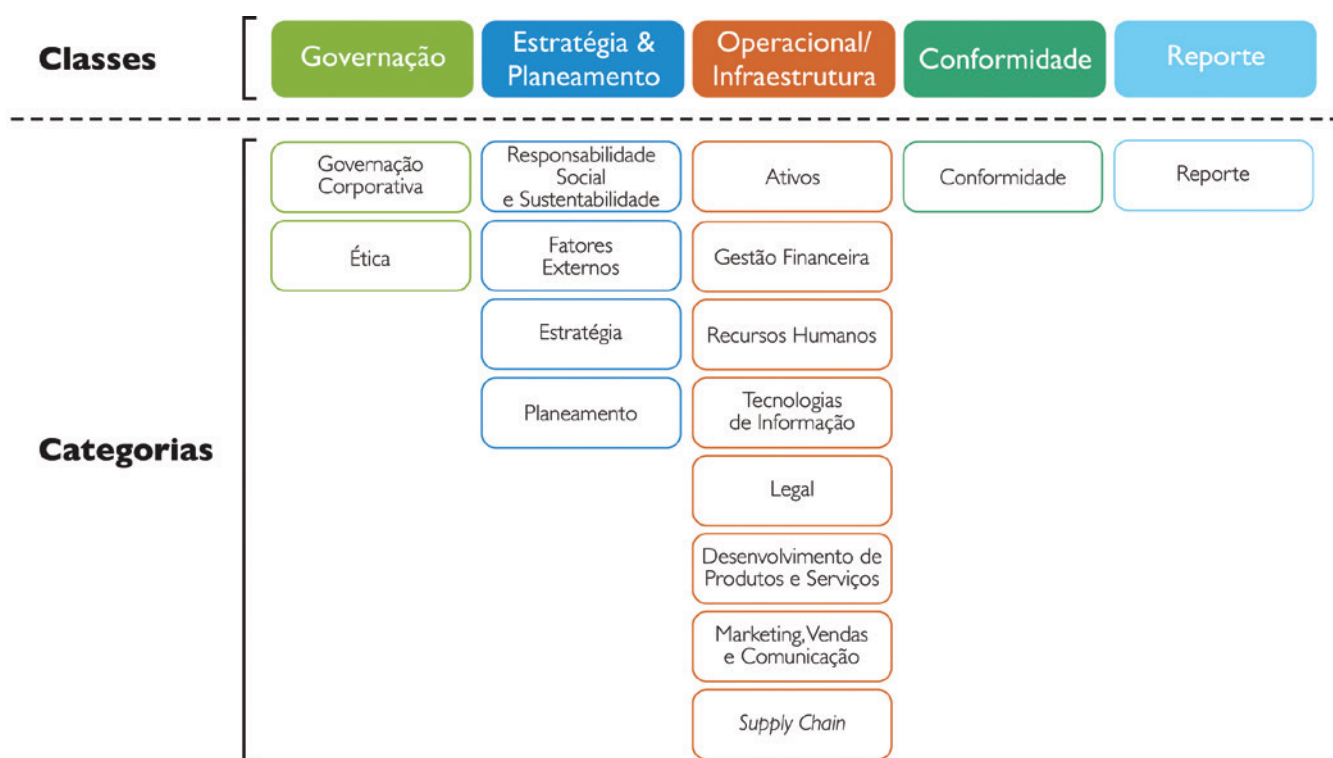 Classes
Governação
Estratégia &
Planeamento
Operacional/
Infraestrutura
Conformidade
Reporte
Categorias
Governação
Corporativa
Ética
Responsabilidade
Social
e Sustentabilidade
Fatores
Externos
Estratégia
Planeamento
Ativos
Gestão Financeira
Recursos Humanos
Tecnologias
de Informação
Legal
Desenvolvimento de
Produtos e Serviços
Marketing, Vendas
e Comunicação
Supply Chain
Conformidade
Reporte